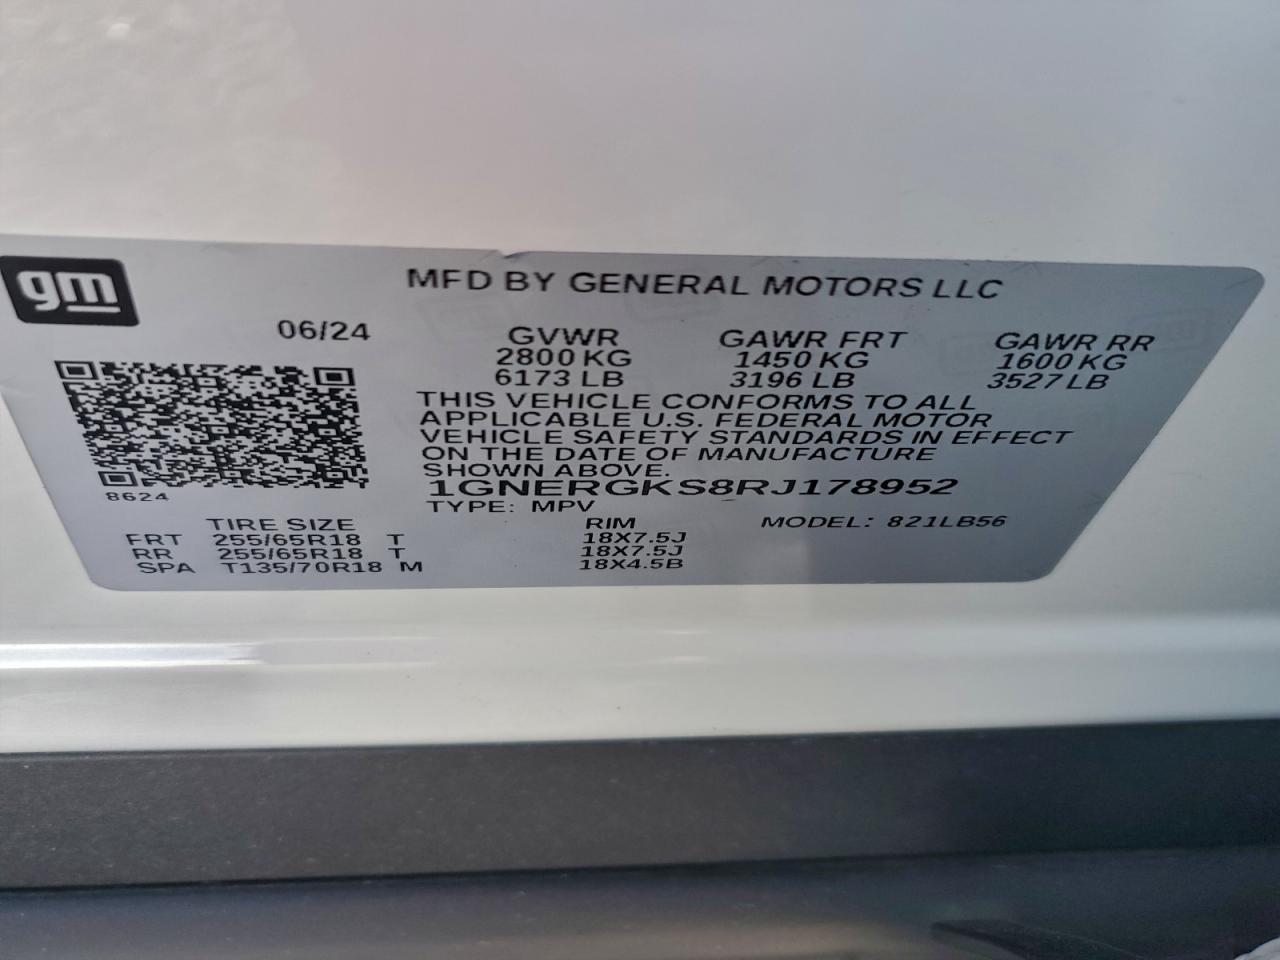 gm
MFD BY GENERAL MOTORS LLC
06/24
GVWR GAWR FRT GAWR RR
2800 KG 1450 KG 1600 KG
6173 LB 3196 LB 3527 LB
THIS VEHICLE CONFORMS TO ALL
APPLICABLE U.S. FEDERAL MOTOR
VEHICLE SAFETY STANDARDS IN EFFECT
ON THE DATE OF MANUFACTURE
SHOWN ABOVE.
1GNERGKS8RJ178952
8624
TYPE: MPV
TIRE SIZE RIM MODEL: 821LB56
FRT 255/65R18 T 18X7.5J
RR 255/65R18 T 18X7.5J
SPA T135/70R18 M 18X4.5B